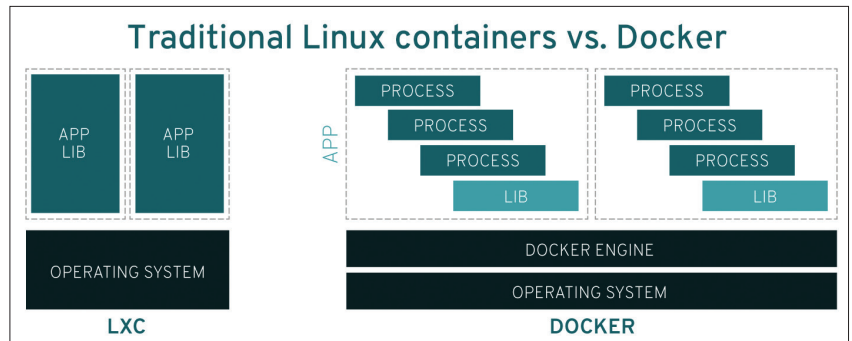 Traditional Linux containers vs. Docker
APP
LIB
APP
LIB
OPERATING SYSTEM
LXC
APP
PROCESS
PROCESS
PROCESS
LIB
PROCESS
PROCESS
PROCESS
LIB
DOCKER ENGINE
OPERATING SYSTEM
DOCKER